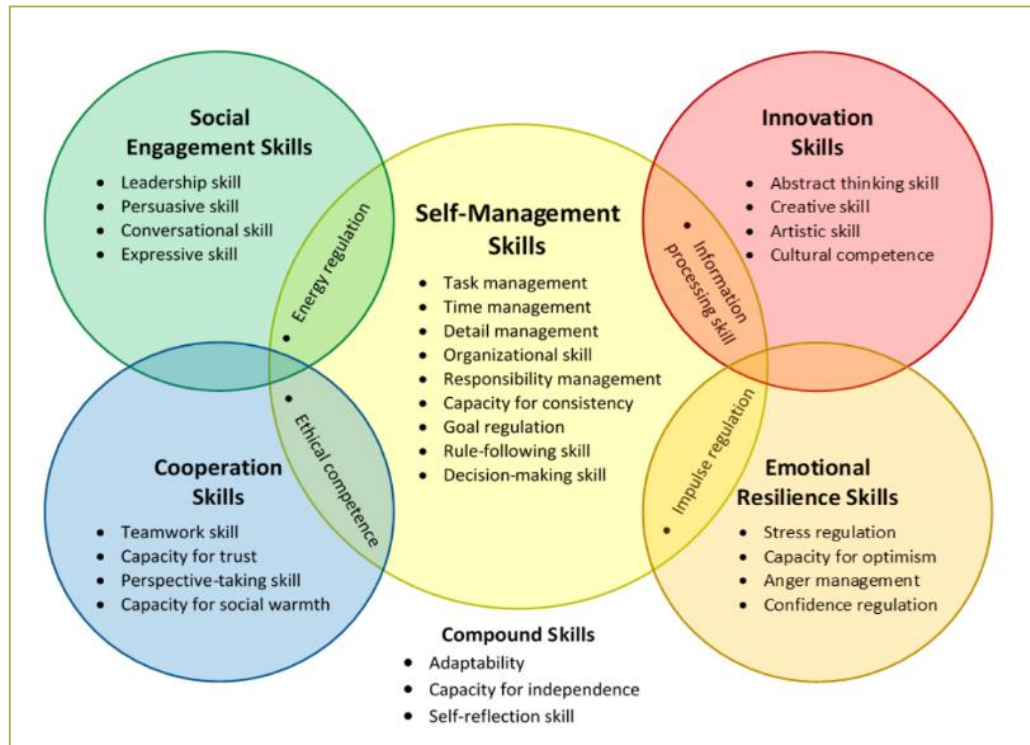 Social
Engagement Skills
• Leadership skill
• Persuasive skill
• Conversational skill
• Expressive skill
• Energy regulation
Self-Management
Skills
• Task management
• Time management
• Detail management
• Organizational skill
• Responsibility management
• Capacity for consistency
• Goal regulation
• Rule-following skill
• Decision-making skill
• Information
processing skill
Innovation
Skills
• Abstract thinking skill
• Creative skill
• Artistic skill
• Cultural competence
Cooperation
Skills
• Teamwork skill
• Capacity for trust
• Perspective-taking skill
• Capacity for social warmth
• Ethical competence
• Impulse regulation
Emotional
Resilience Skills
• Stress regulation
• Capacity for optimism
• Anger management
• Confidence regulation
Compound Skills
• Adaptability
• Capacity for independence
• Self-reflection skill